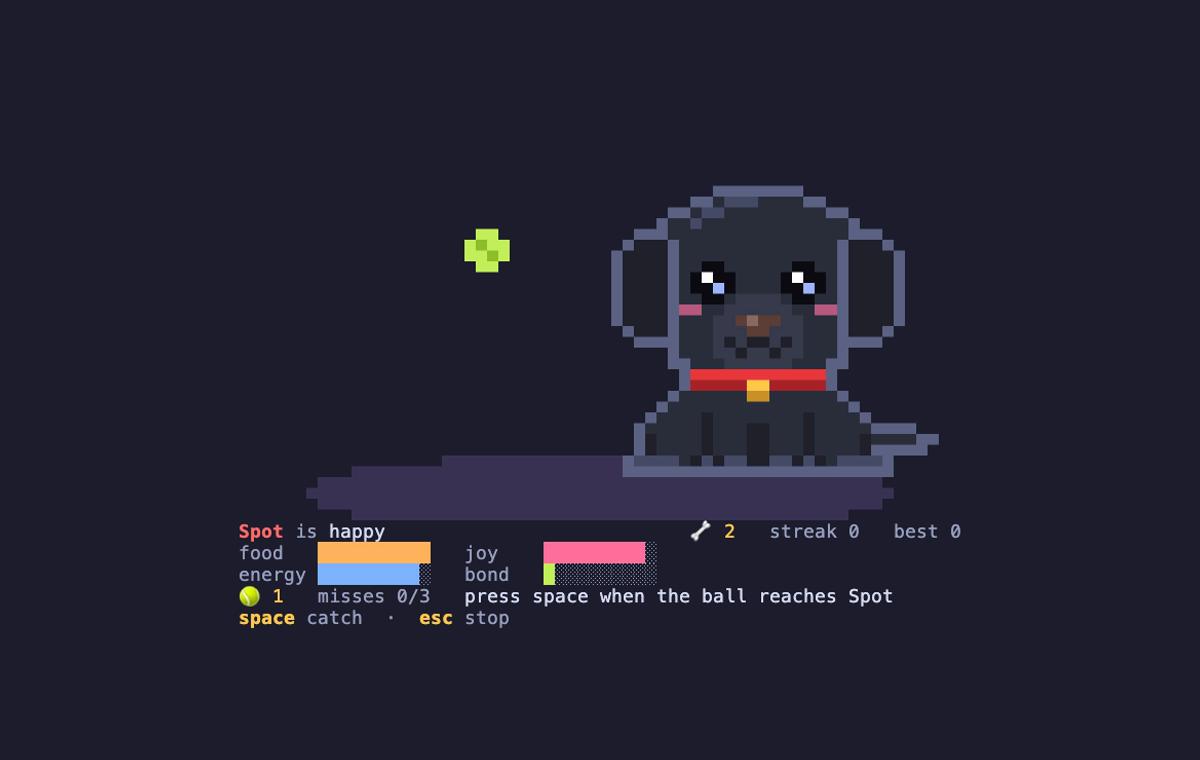 Spot is happy 2 streak 0 best 0
food joy
energy bond
1 misses 0/3 press space when the ball reaches Spot
space catch · esc stop